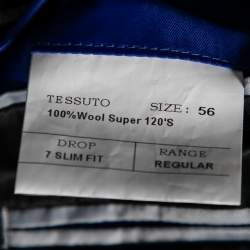 TESSUTO SIZE: 56
100%Wool Super 120'S
DROP RANGE
7 SLIM FIT REGULAR